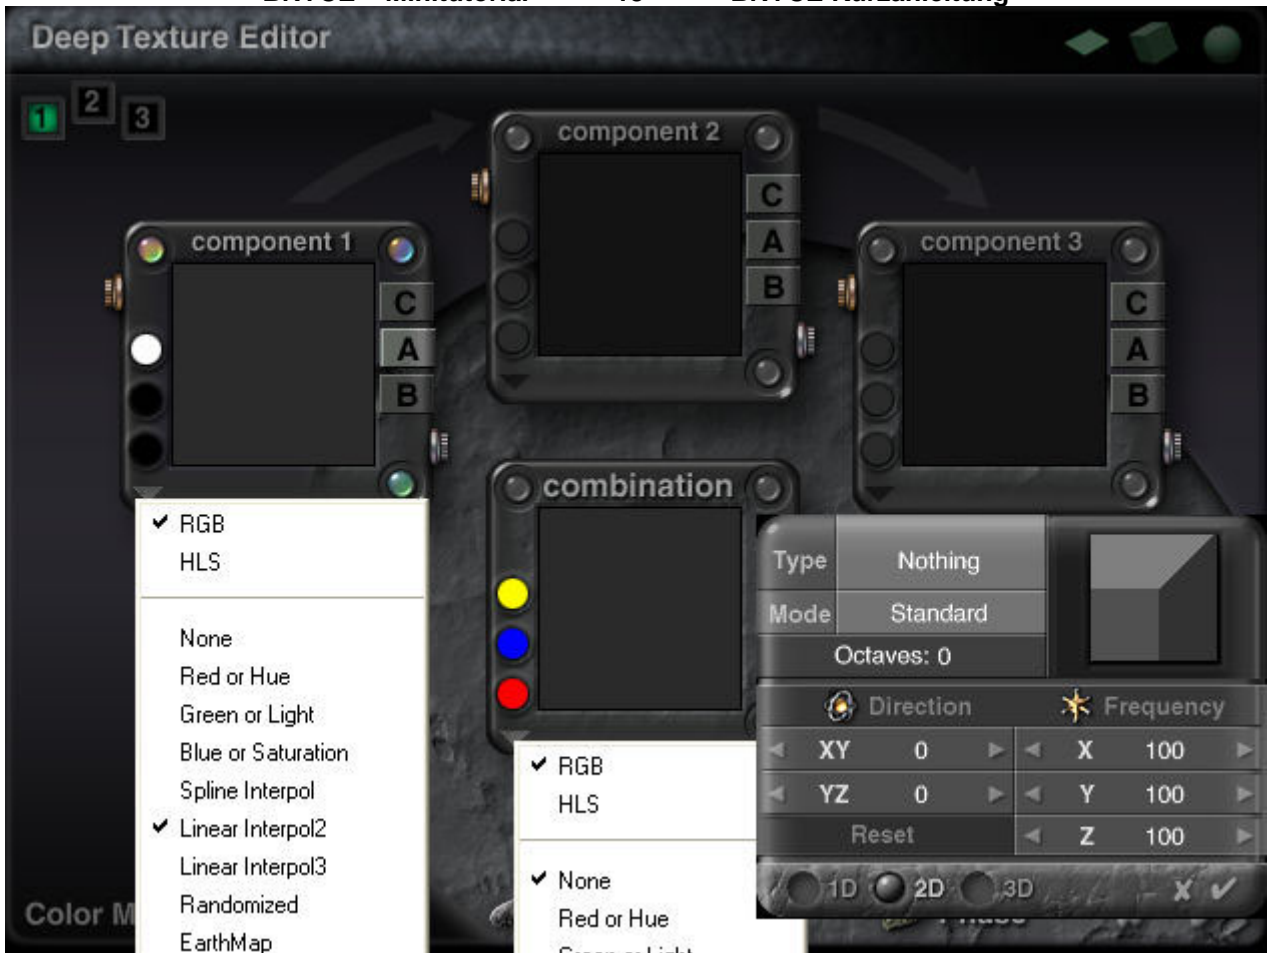 Deep Texture Editor
1
2
3
component 2
C
A
B
component 1
C
A
B
component 3
C
A
B
combination
RGB
HLS
None
Red or Hue
Green or Light
Blue or Saturation
Spline Interpol
Linear Interpol2
Linear Interpol3
Randomized
EarthMap
RGB
HLS
None
Red or Hue
Type Nothing
Mode Standard
Octaves: 0
Direction Frequency
XY 0 X 100
YZ 0 Y 100
Reset Z 100
1D 2D 3D
Color M